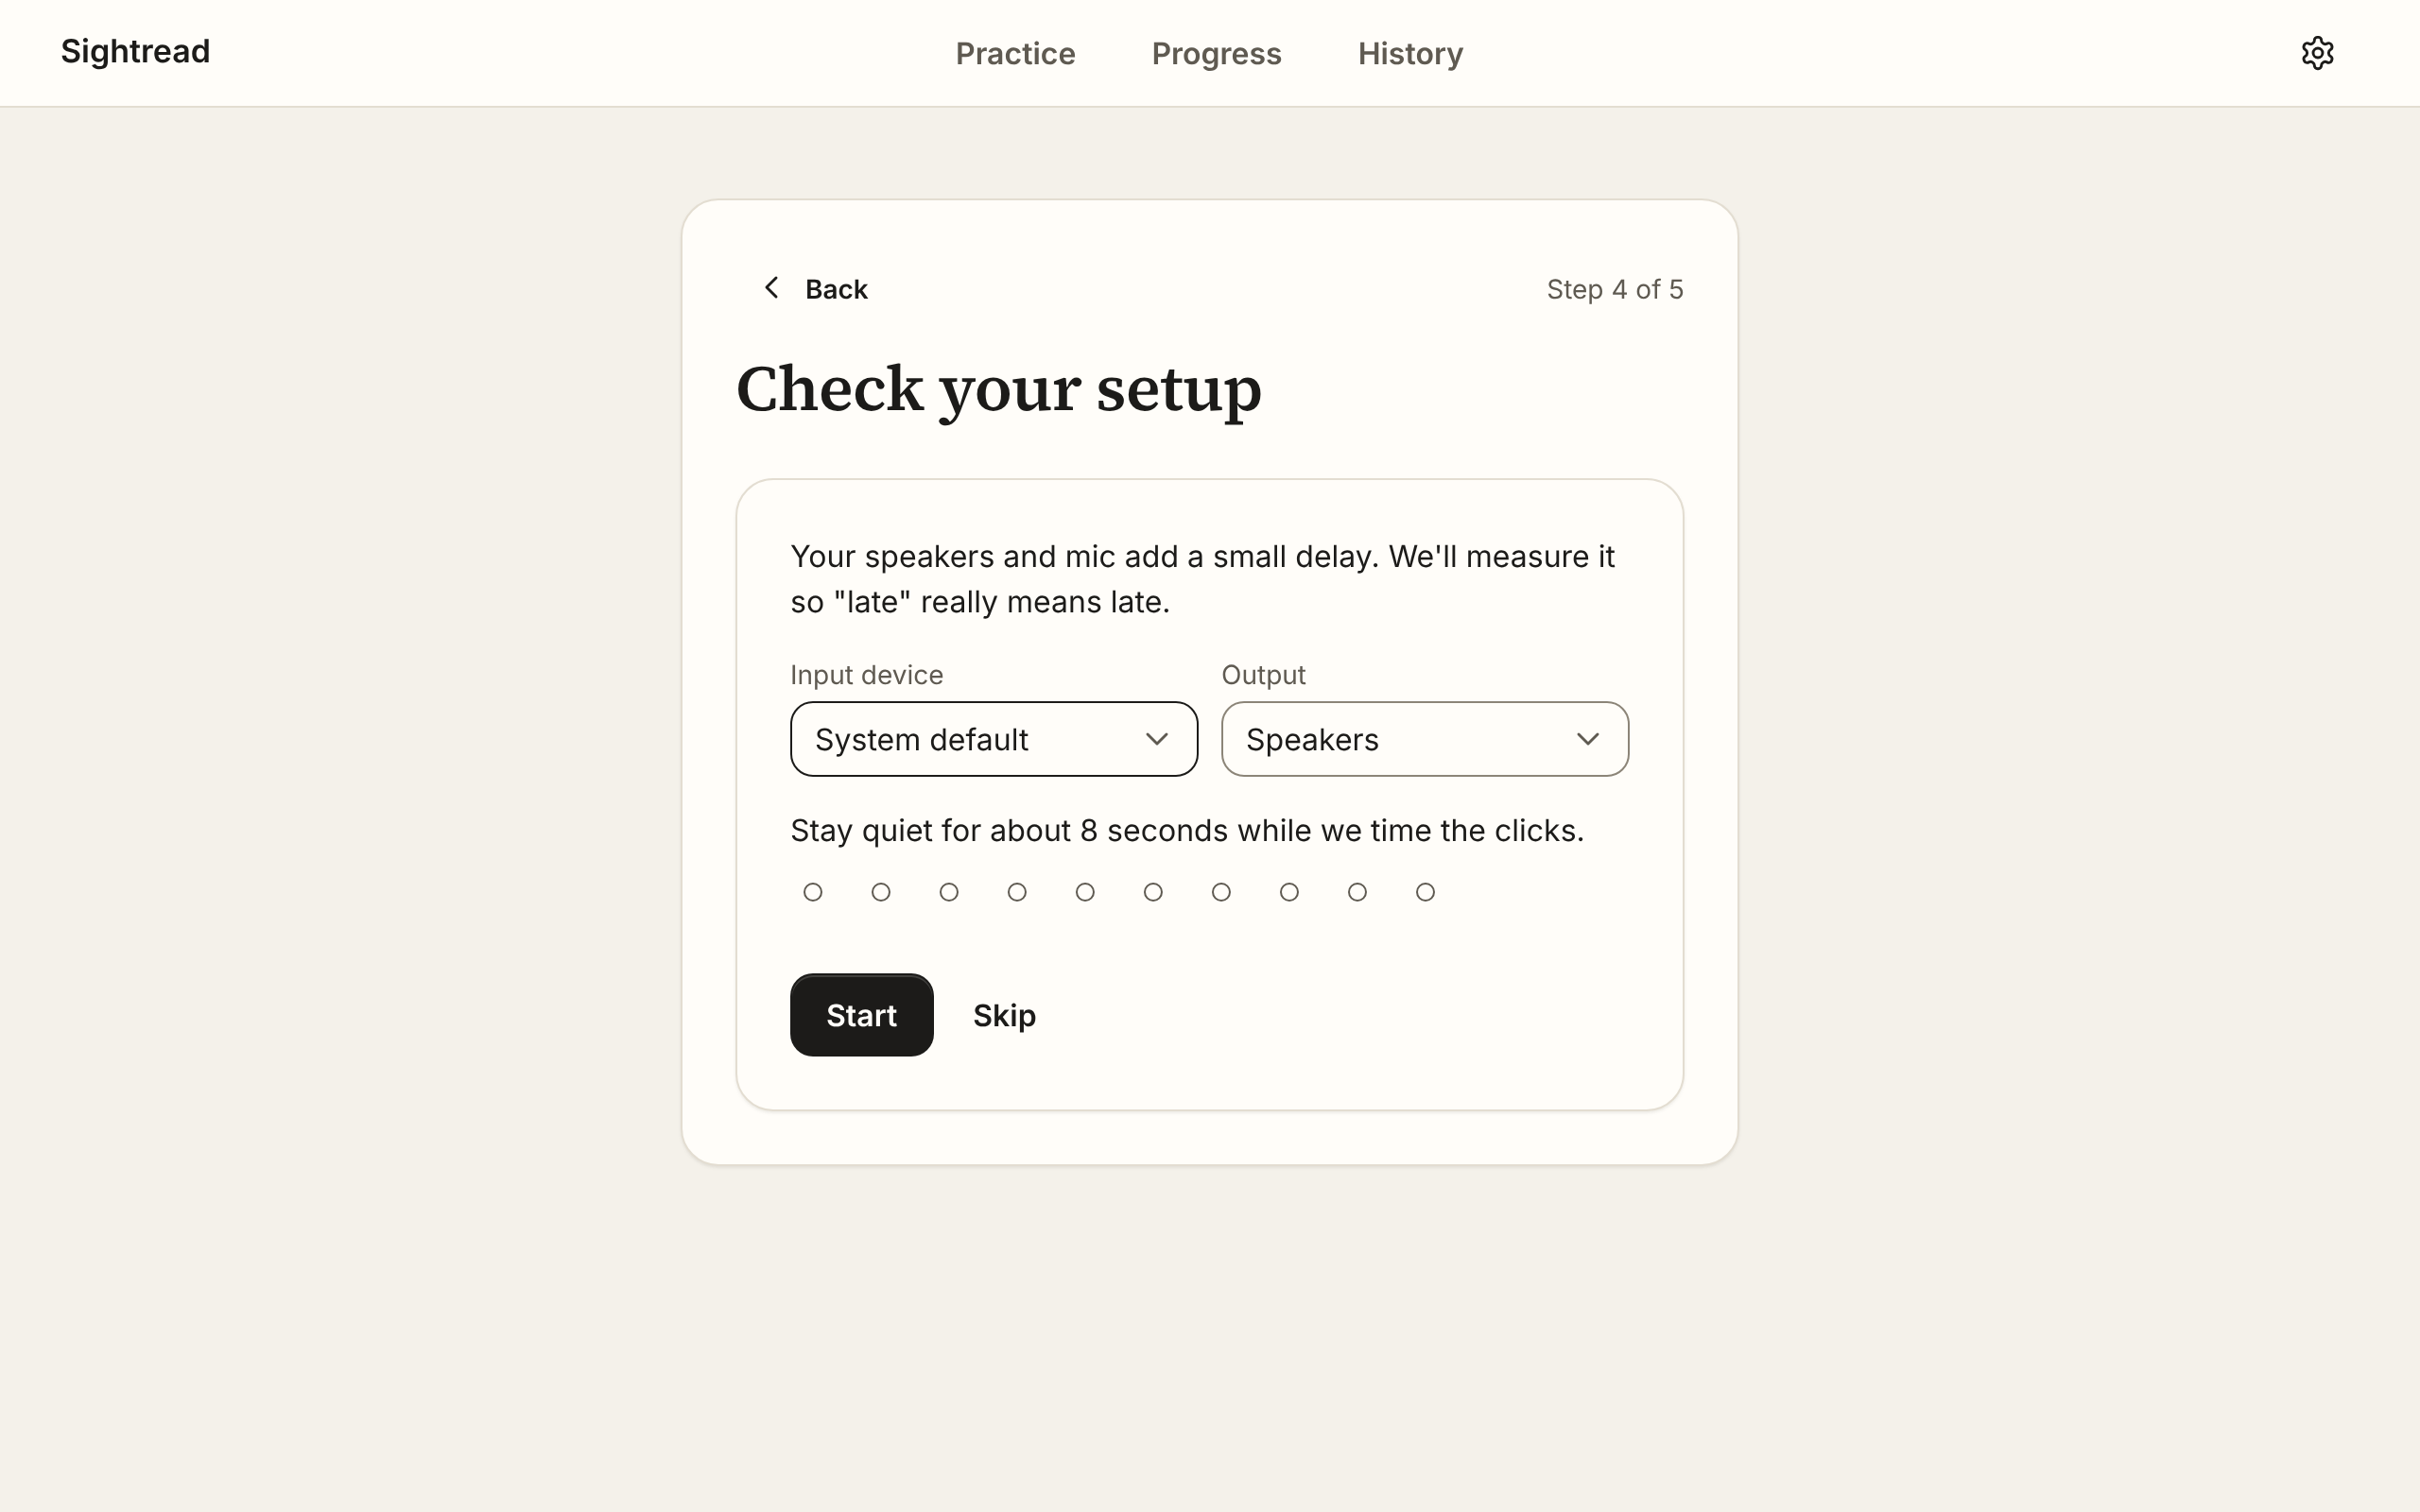 Sightread
Practice
Progress
History
Back
Step 4 of 5
Check your setup
Your speakers and mic add a small delay. We'll measure it
so "late" really means late.
Input device
Output
System default
Speakers
Stay quiet for about 8 seconds while we time the clicks.
Start
Skip